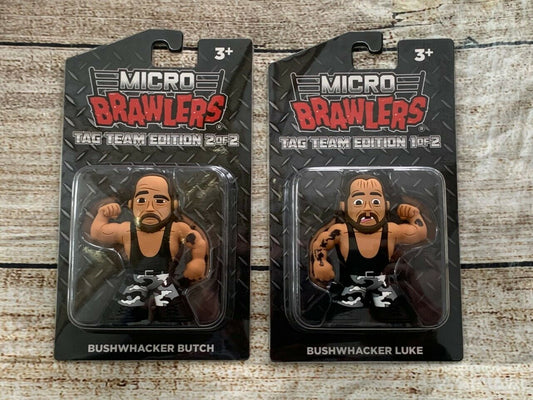 3+
MICRO
BRAWLERS®
TAG TEAM EDITION 2 OF 2
BUSHWHACKER BUTCH
3+
MICRO
BRAWLERS®
TAG TEAM EDITION 1 OF 2
BUSHWHACKER LUKE